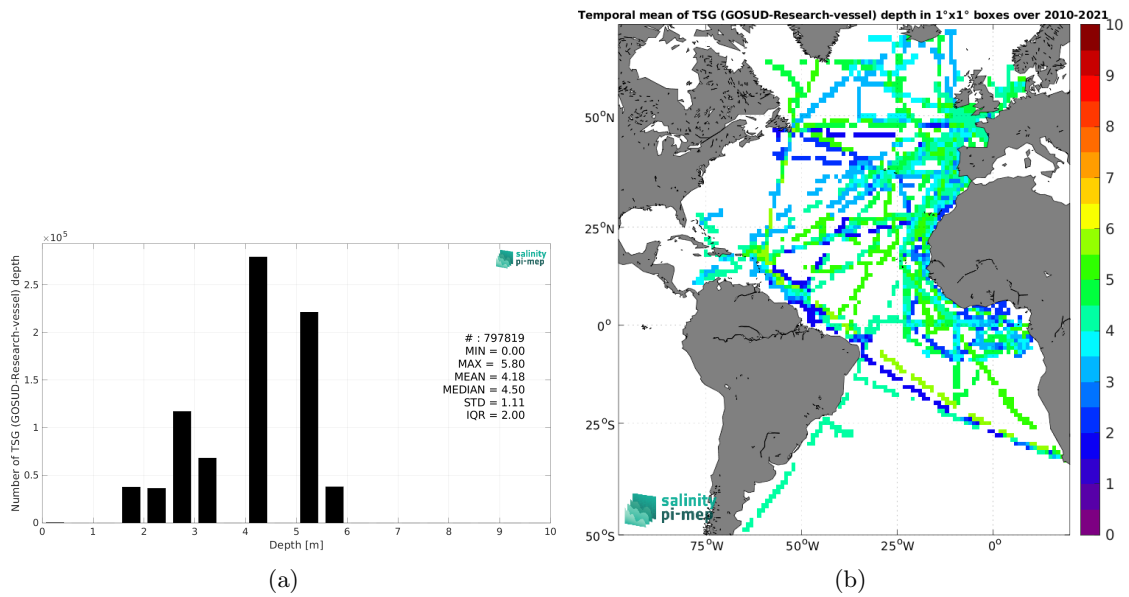 ×10⁵
2.5
2
1.5
1
0.5
0
Number of TSG (GOSUD-Research-vessel) depth
salinity
pi-mep
# : 797819
MIN = 0.00
MAX = 5.80
MEAN = 4.18
MEDIAN = 4.50
STD = 1.11
IQR = 2.00
0 1 2 3 4 5 6 7 8 9 10
Depth [m]
(a)
Temporal mean of TSG (GOSUD-Research-vessel) depth in 1°x1° boxes over 2010-2021
50°N
25°N
0°
25°S
50°S
75°W 50°W 25°W 0°
salinity
pi-mep
10
9
8
7
6
5
4
3
2
1
0
(b)